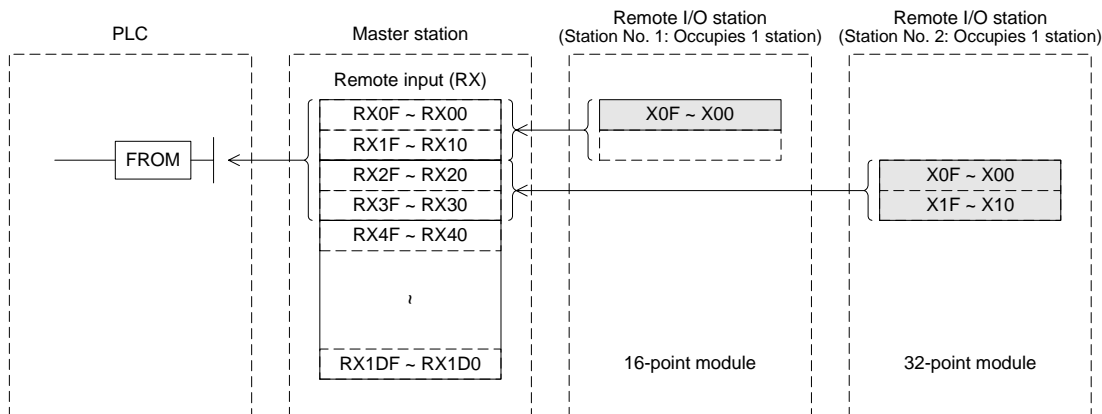 PLC
Master station
Remote I/O station
(Station No. 1: Occupies 1 station)
Remote I/O station
(Station No. 2: Occupies 1 station)
Remote input (RX)
RX0F ~ RX00
RX1F ~ RX10
RX2F ~ RX20
RX3F ~ RX30
RX4F ~ RX40
~
RX1DF ~ RX1D0
FROM
X0F ~ X00
16-point module
X0F ~ X00
X1F ~ X10
32-point module